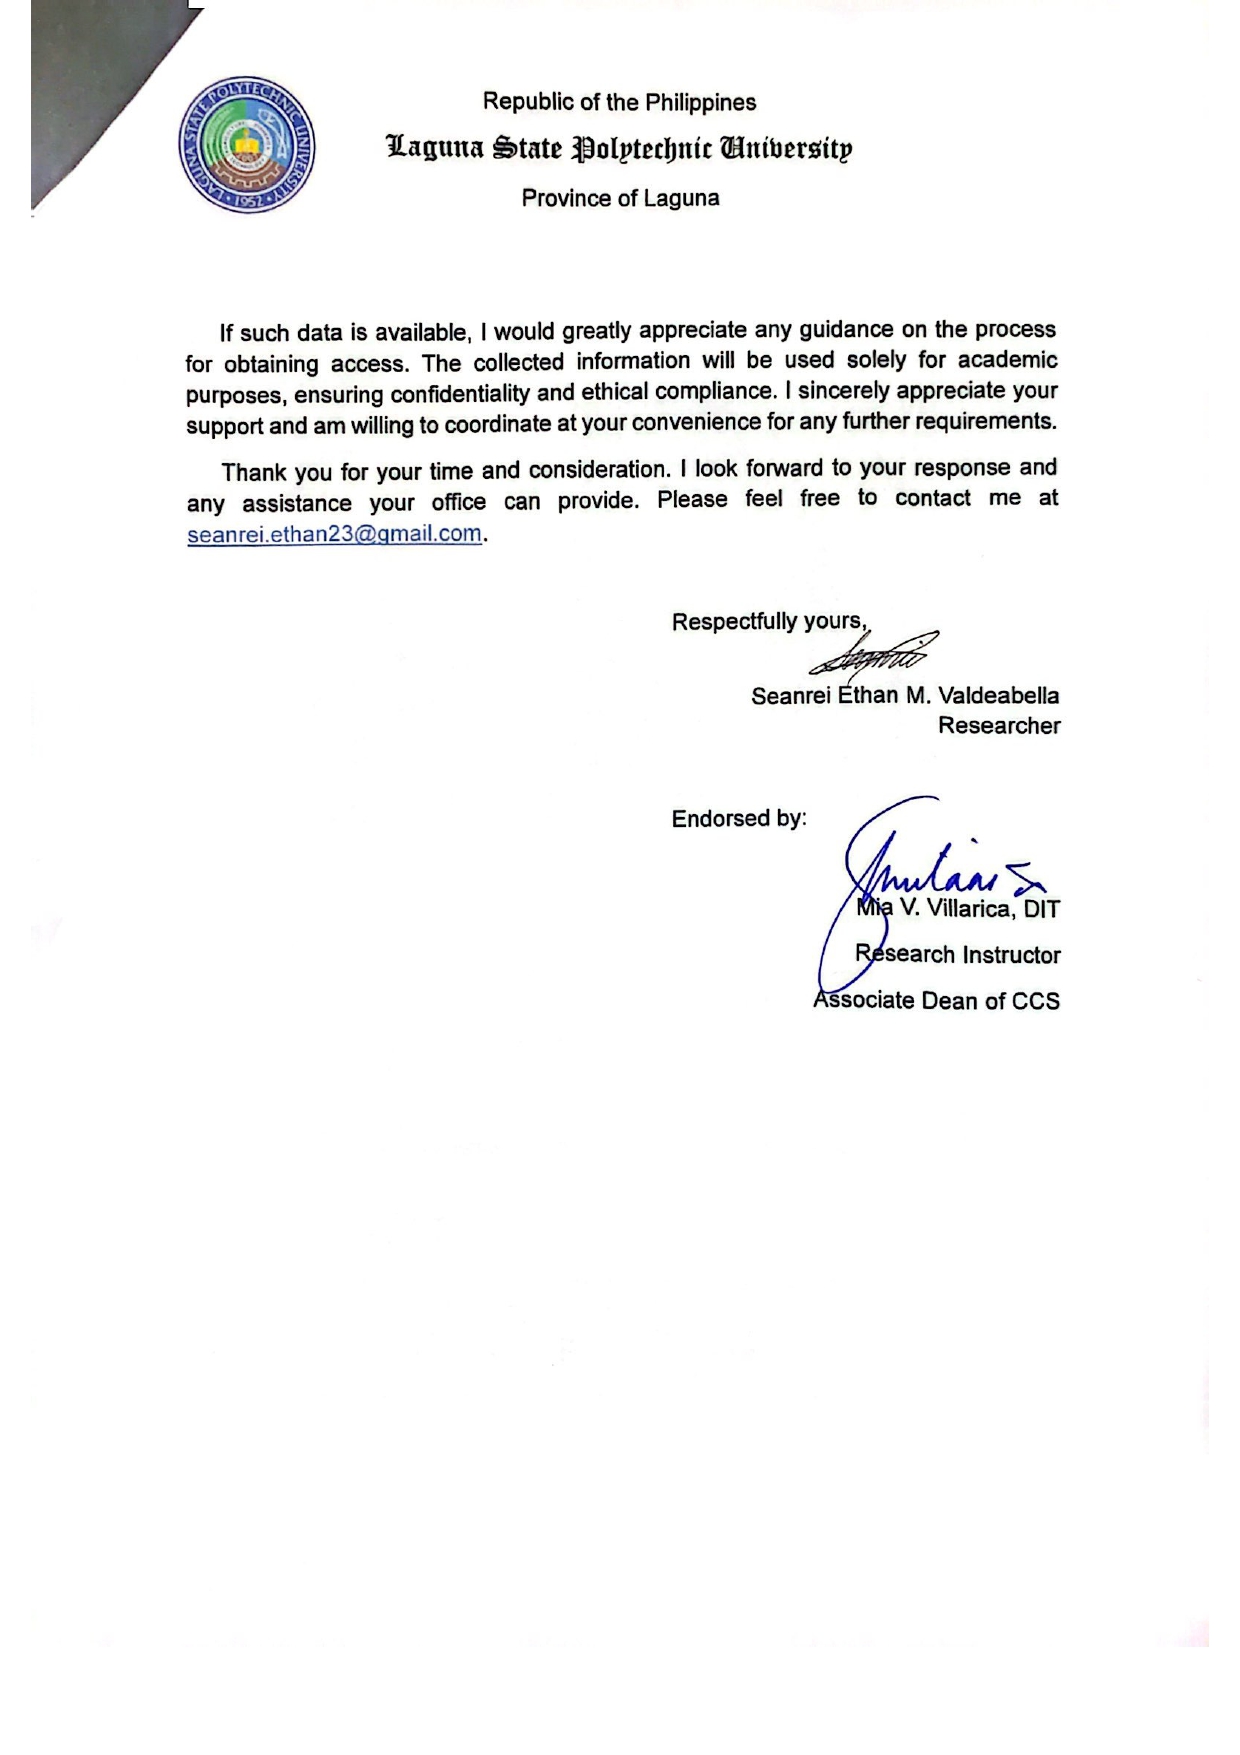 LAGUNA STATE POLYTECHNIC UNIVERSITY
• 1952 •
Republic of the Philippines
Laguna State Polytechnic University
Province of Laguna
If such data is available, I would greatly appreciate any guidance on the process
for obtaining access. The collected information will be used solely for academic
purposes, ensuring confidentiality and ethical compliance. I sincerely appreciate your
support and am willing to coordinate at your convenience for any further requirements.
Thank you for your time and consideration. I look forward to your response and
any assistance your office can provide. Please feel free to contact me at
seanrei.ethan23@gmail.com.
Respectfully yours,
Seanrei Ethan M. Valdeabella
Researcher
Endorsed by:
Mia V. Villarica, DIT
Research Instructor
Associate Dean of CCS